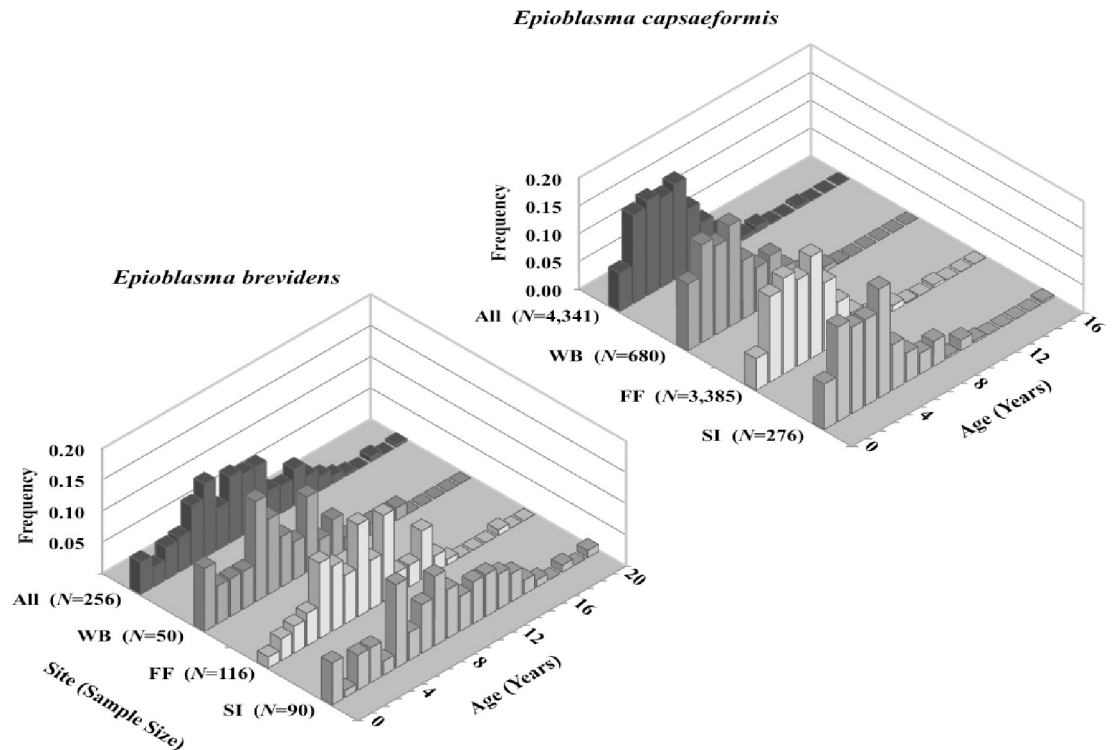 Epioblasma capsaeformis
0.20
0.15
0.10
0.05
0.00
Frequency
All (N=4,341)
WB (N=680)
FF (N=3,385)
SI (N=276)
0
4
8
12
16
Age (Years)
Epioblasma brevidens
0.20
0.15
0.10
0.05
Frequency
All (N=256)
WB (N=50)
FF (N=116)
SI (N=90)
Site (Sample Size)
0
4
8
12
16
20
Age (Years)